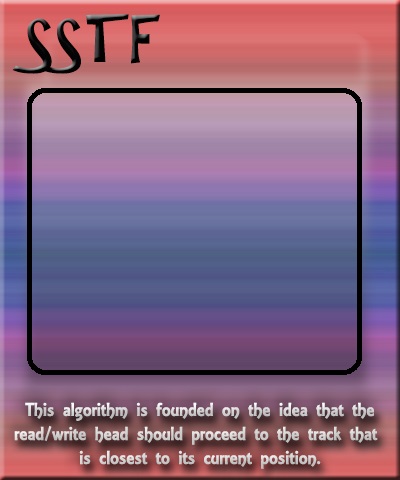 SSTF
This algorithm is founded on the idea that the
read/write head should proceed to the track that
is closest to its current position.